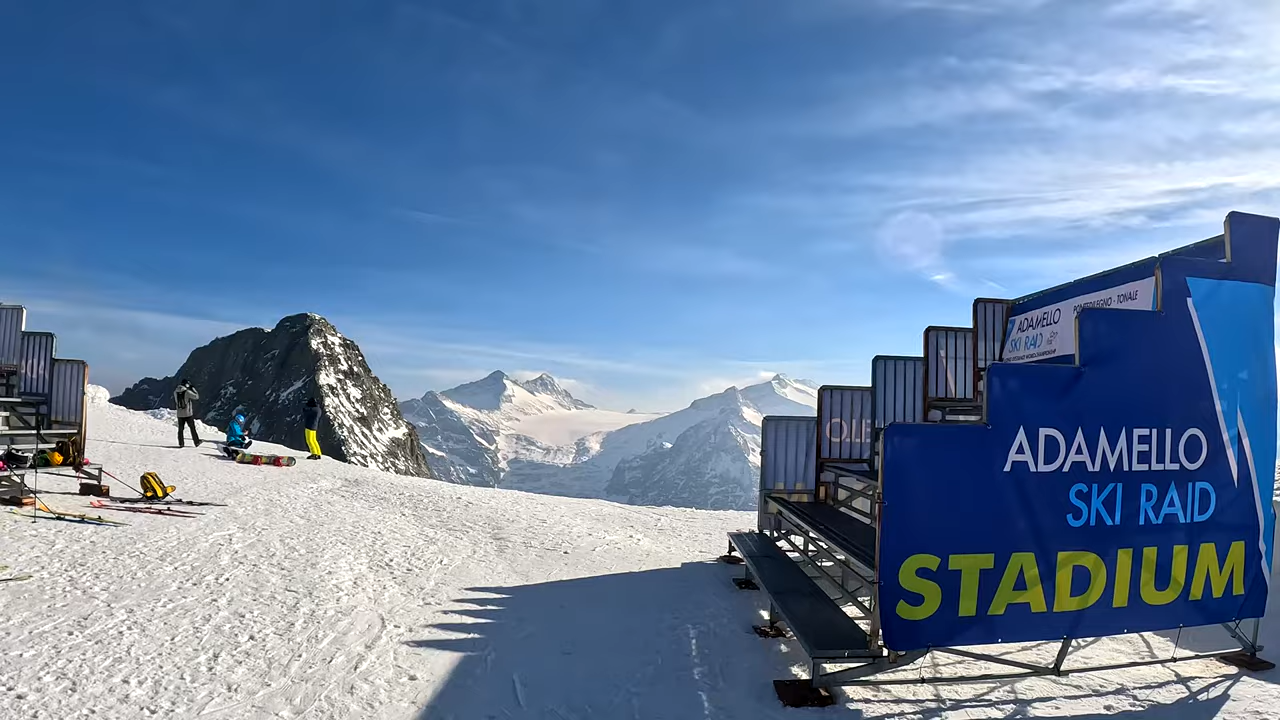 PONTEDILEGNO - TONALE
ADAMELLO
SKI RAID
ADAMELLO
SKI RAID
STADIUM